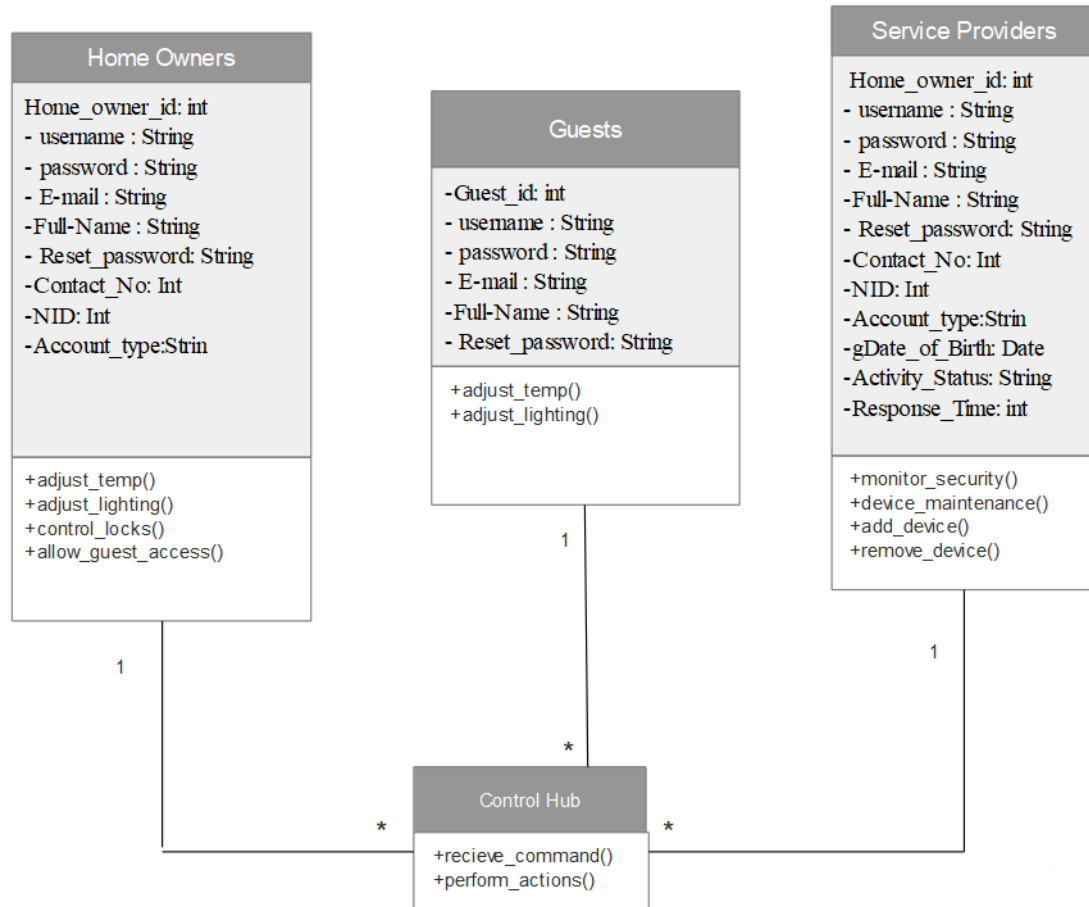 Home Owners
Home_owner_id: int
- username : String
- password : String
- E-mail : String
-Full-Name : String
- Reset_password: String
-Contact_No: Int
-NID: Int
-Account_type:Strin
+adjust_temp()
+adjust_lighting()
+control_locks()
+allow_guest_access()
1
*
Guests
-Guest_id: int
- username : String
- password : String
- E-mail : String
-Full-Name : String
- Reset_password: String
+adjust_temp()
+adjust_lighting()
1
*
Service Providers
Home_owner_id: int
- username : String
- password : String
- E-mail : String
-Full-Name : String
- Reset_password: String
-Contact_No: Int
-NID: Int
-Account_type:Strin
-gDate_of_Birth: Date
-Activity_Status: String
-Response_Time: int
+monitor_security()
+device_maintenance()
+add_device()
+remove_device()
1
*
Control Hub
+recieve_command()
+perform_actions()